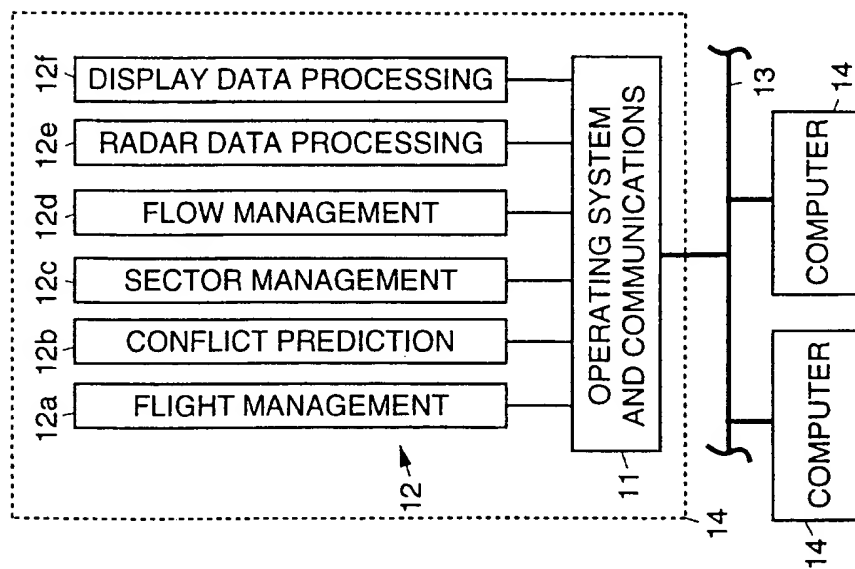 12f
DISPLAY DATA PROCESSING
12e
RADAR DATA PROCESSING
12d
FLOW MANAGEMENT
12c
SECTOR MANAGEMENT
12b
CONFLICT PREDICTION
12a
FLIGHT MANAGEMENT
12
OPERATING SYSTEM
AND COMMUNICATIONS
11
14
13
14
COMPUTER
14
COMPUTER